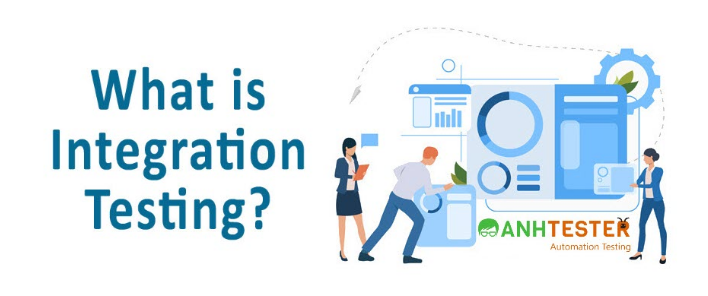 What is
Integration
Testing?
ANHTESTER
Automation Testing